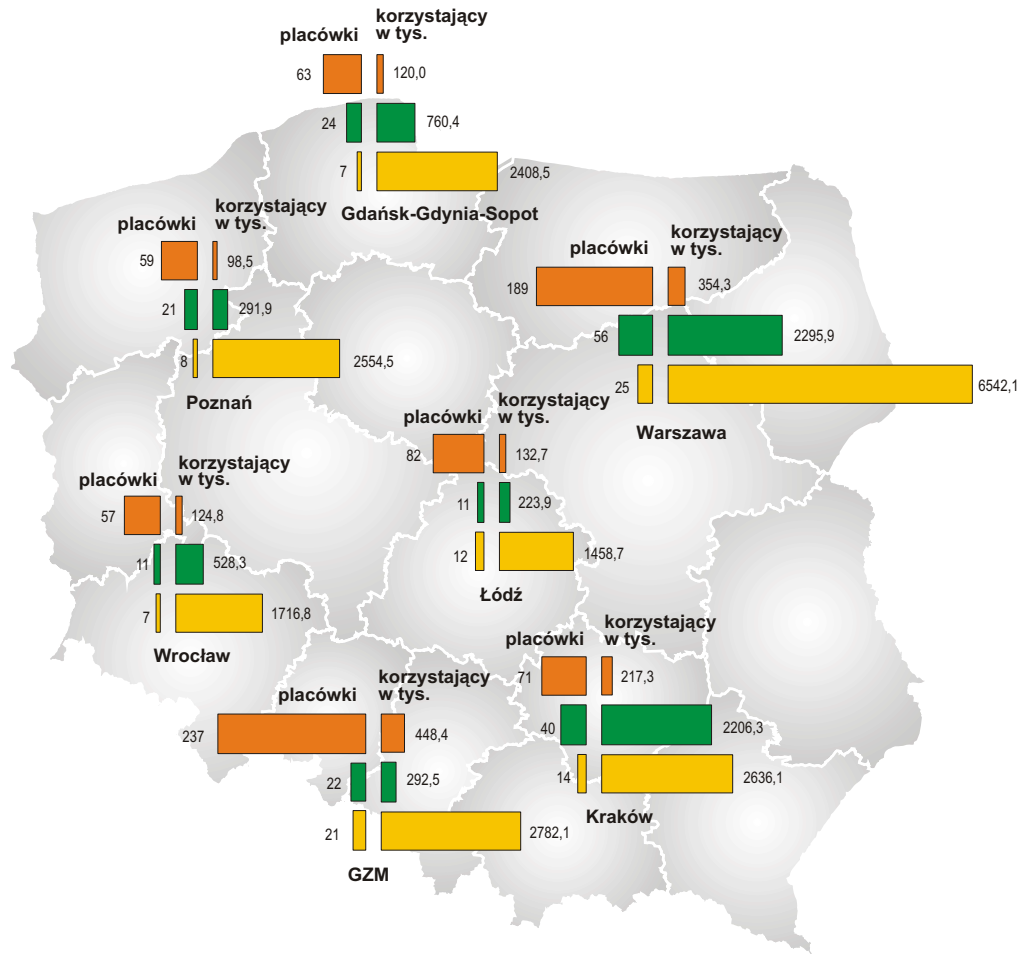 placówki
korzystający
w tys.
63
120,0
24
760,4
7
2408,5
Gdańsk-Gdynia-Sopot
placówki
korzystający
w tys.
59
98,5
21
291,9
8
2554,5
Poznań
placówki
korzystający
w tys.
189
354,3
56
2295,9
25
6542,1
Warszawa
placówki
korzystający
w tys.
82
132,7
11
223,9
12
1458,7
Łódź
placówki
korzystający
w tys.
57
124,8
11
528,3
7
1716,8
Wrocław
placówki
korzystający
w tys.
71
217,3
40
2206,3
14
2636,1
Kraków
placówki
korzystający
w tys.
237
448,4
22
292,5
21
2782,1
GZM